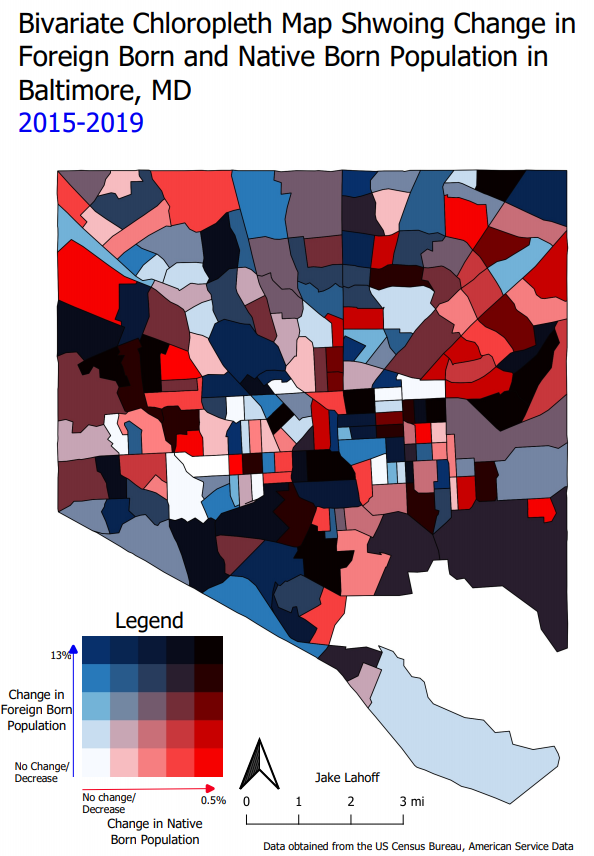 Bivariate Chloropleth Map Shwoing Change in
Foreign Born and Native Born Population in
Baltimore, MD
2015-2019
Legend
13%
Change in
Foreign Born
Population
No Change/
Decrease
No change/
Decrease
0.5%
Change in Native
Born Population
Jake Lahoff
0 1 2 3 mi
Data obtained from the US Census Bureau, American Service Data